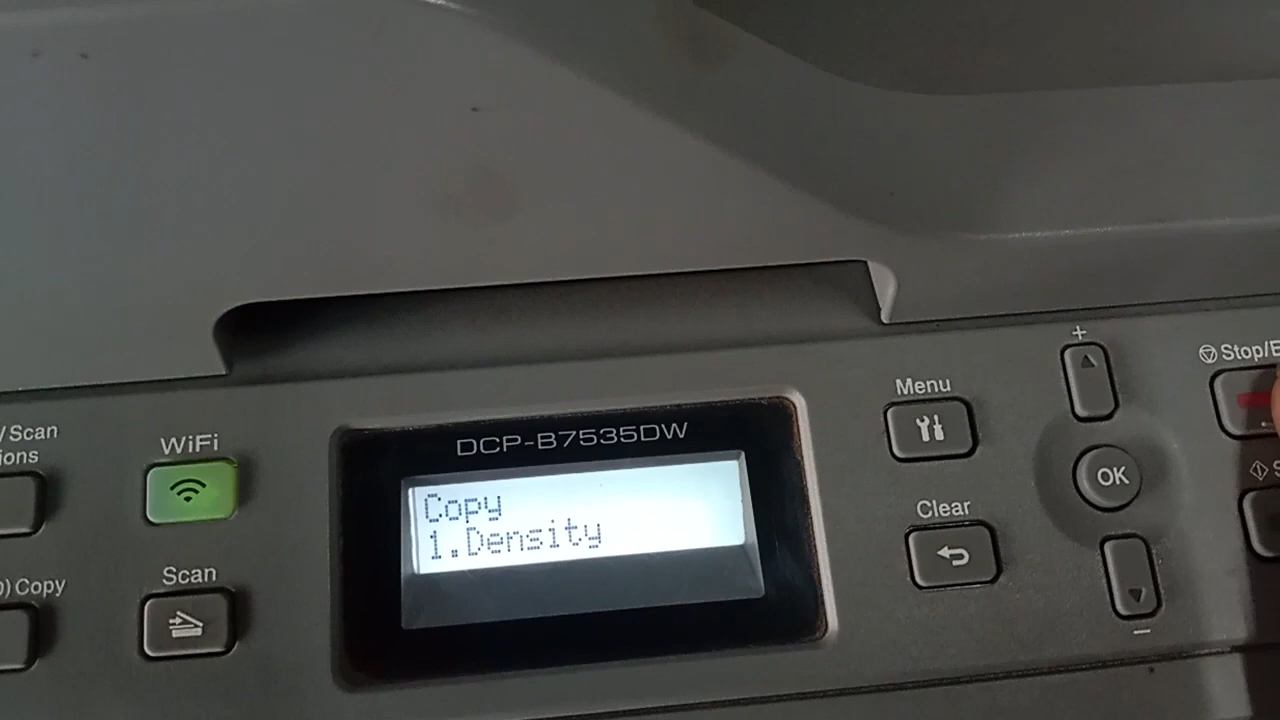 /Scan
ions
WiFi
Scan
) Copy
DCP-B7535DW
Copy
1.Density
Menu
Clear
+
OK
−
Stop/E
S